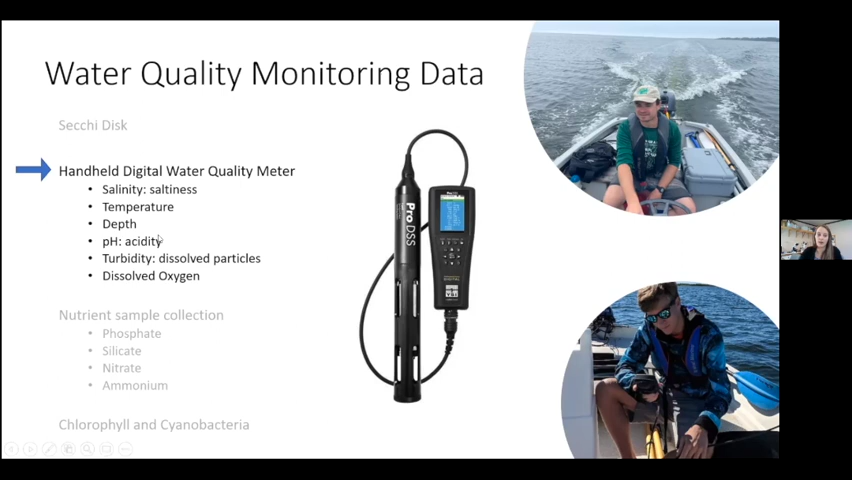 Water Quality Monitoring Data
Secchi Disk
Handheld Digital Water Quality Meter
• Salinity: saltiness
• Temperature
• Depth
• pH: acidity
• Turbidity: dissolved particles
• Dissolved Oxygen
Nutrient sample collection
• Phosphate
• Silicate
• Nitrate
• Ammonium
Chlorophyll and Cyanobacteria
Pro DSS
YSI